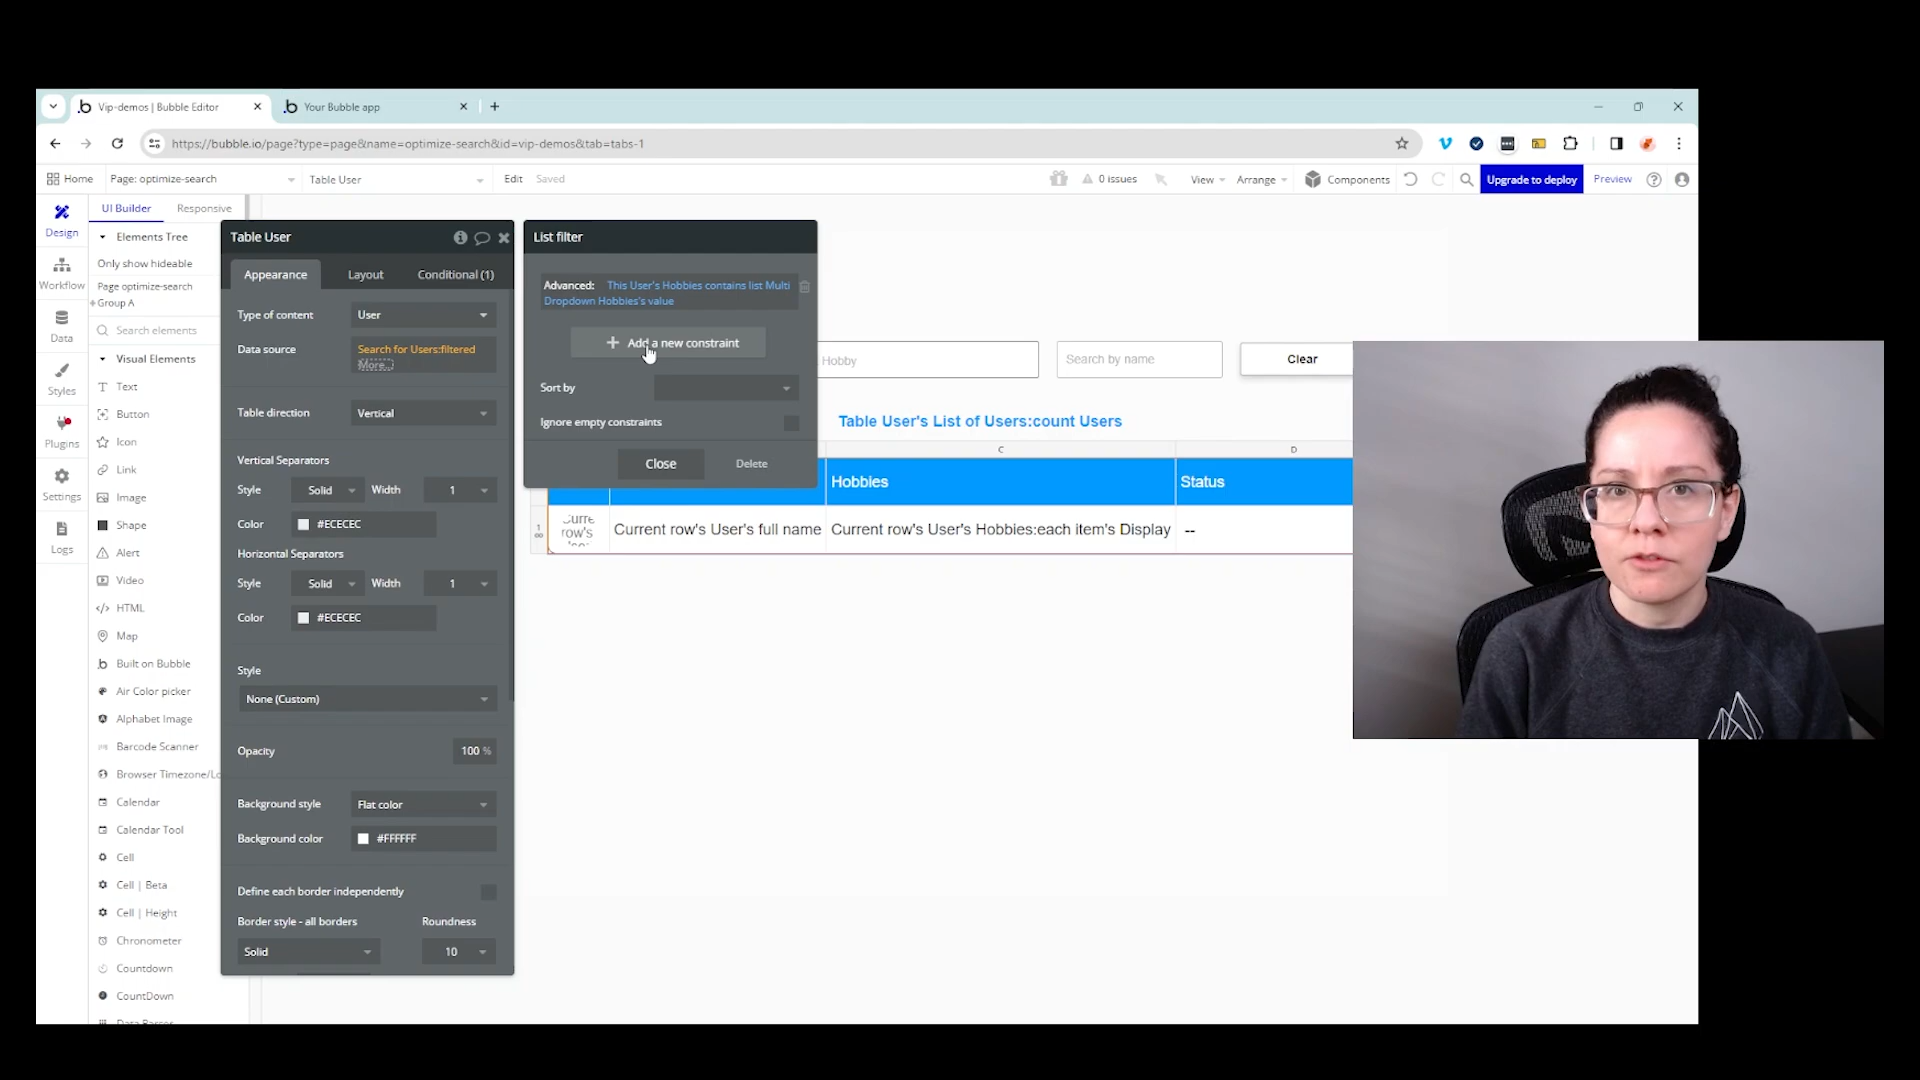 Vip-demos | Bubble Editor
Your Bubble app
https://bubble.io/page?type=page&name=optimize-search&id=vip-demos&tab=tabs-1
Home
Page: optimize-search
Table User
Edit
Saved
0 issues
View
Arrange
Components
Upgrade to deploy
Preview
Design
Workflow
Data
Styles
Plugins
Settings
Logs
UI Builder
Responsive
Elements Tree
Only show hideable
Page optimize-search
Group A
Search elements
Visual Elements
Text
Button
Icon
Link
Image
Shape
Alert
Video
HTML
Map
Built on Bubble
Air Color picker
Alphabet Image
Barcode Scanner
Browser Timezone/Lo
Calendar
Calendar Tool
Cell
Cell | Beta
Cell | Height
Chronometer
Countdown
CountDown
Table User
Appearance
Layout
Conditional (1)
Type of content
User
Data source
Search for Users:filtered
More...
Table direction
Vertical
Vertical Separators
Style
Solid
Width
1
Color
#ECECEC
Horizontal Separators
Style
Solid
Width
1
Color
#ECECEC
Style
None (Custom)
Opacity
100 %
Background style
Flat color
Background color
#FFFFFF
Define each border independently
Border style - all borders
Roundness
Solid
10
List filter
Advanced: This User's Hobbies contains list Multi
Dropdown Hobbies's value
Add a new constraint
Sort by
Ignore empty constraints
Close
Delete
Hobby
Search by name
Clear
Table User's List of Users:count Users
C
D
Hobbies
Status
1
∞
Curre
row's
Current row's User's full name
Current row's User's Hobbies:each item's Display
--